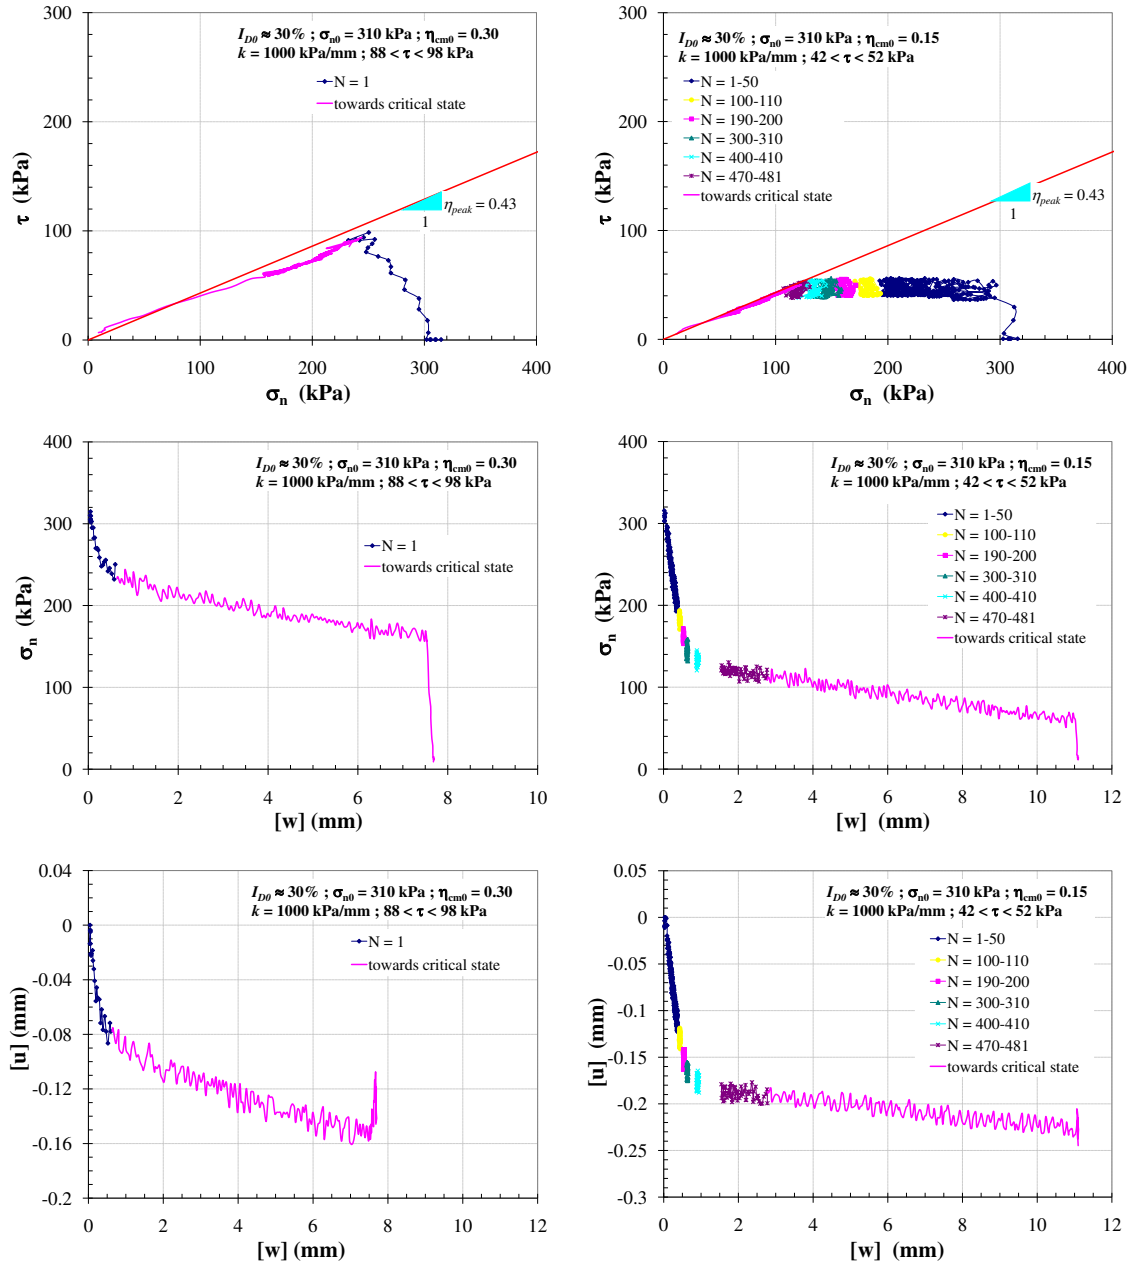 I_D0 ≈ 30% ; σ_n0 = 310 kPa ; η_cm0 = 0.30
k = 1000 kPa/mm ; 88 < τ < 98 kPa
N = 1
towards critical state
η_peak = 0.43
1
300
200
100
0
τ (kPa)
0 100 200 300 400
σ_n (kPa)
I_D0 ≈ 30% ; σ_n0 = 310 kPa ; η_cm0 = 0.15
k = 1000 kPa/mm ; 42 < τ < 52 kPa
N = 1-50
N = 100-110
N = 190-200
N = 300-310
N = 400-410
N = 470-481
towards critical state
η_peak = 0.43
1
300
200
100
0
τ (kPa)
0 100 200 300 400
σ_n (kPa)
I_D0 ≈ 30% ; σ_n0 = 310 kPa ; η_cm0 = 0.30
k = 1000 kPa/mm ; 88 < τ < 98 kPa
N = 1
towards critical state
400
300
200
100
0
σ_n (kPa)
0 2 4 6 8 10
[w] (mm)
I_D0 ≈ 30% ; σ_n0 = 310 kPa ; η_cm0 = 0.15
k = 1000 kPa/mm ; 42 < τ < 52 kPa
N = 1-50
N = 100-110
N = 190-200
N = 300-310
N = 400-410
N = 470-481
towards critical state
400
300
200
100
0
σ_n (kPa)
0 2 4 6 8 10 12
[w] (mm)
I_D0 ≈ 30% ; σ_n0 = 310 kPa ; η_cm0 = 0.30
k = 1000 kPa/mm ; 88 < τ < 98 kPa
N = 1
towards critical state
0.04
0
-0.04
-0.08
-0.12
-0.16
-0.2
[u] (mm)
0 2 4 6 8 10 12
[w] (mm)
I_D0 ≈ 30% ; σ_n0 = 310 kPa ; η_cm0 = 0.15
k = 1000 kPa/mm ; 42 < τ < 52 kPa
N = 1-50
N = 100-110
N = 190-200
N = 300-310
N = 400-410
N = 470-481
towards critical state
0.05
0
-0.05
-0.1
-0.15
-0.2
-0.25
-0.3
[u] (mm)
0 2 4 6 8 10 12
[w] (mm)